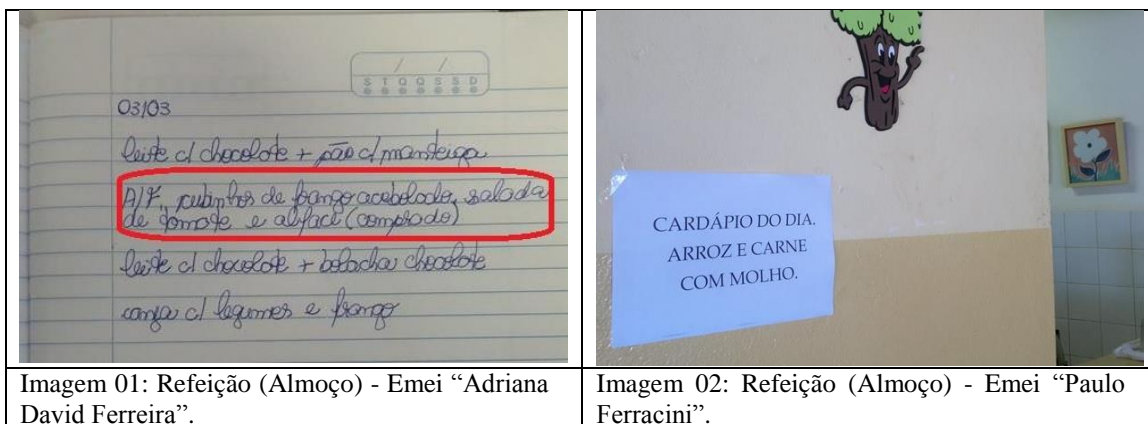 S T Q Q S S D
03/03
leite c/ chocolate + pão c/ manteiga
A/F, cubinhos de frango acebolado, salada
de tomate e alface (comprado)
leite c/ chocolate + bolacha chocolate
canja c/ legumes e frango
CARDÁPIO DO DIA.
ARROZ E CARNE
COM MOLHO.
Imagem 01: Refeição (Almoço) - Emei “Adriana
David Ferreira”.
Imagem 02: Refeição (Almoço) - Emei “Paulo
Ferracini”.